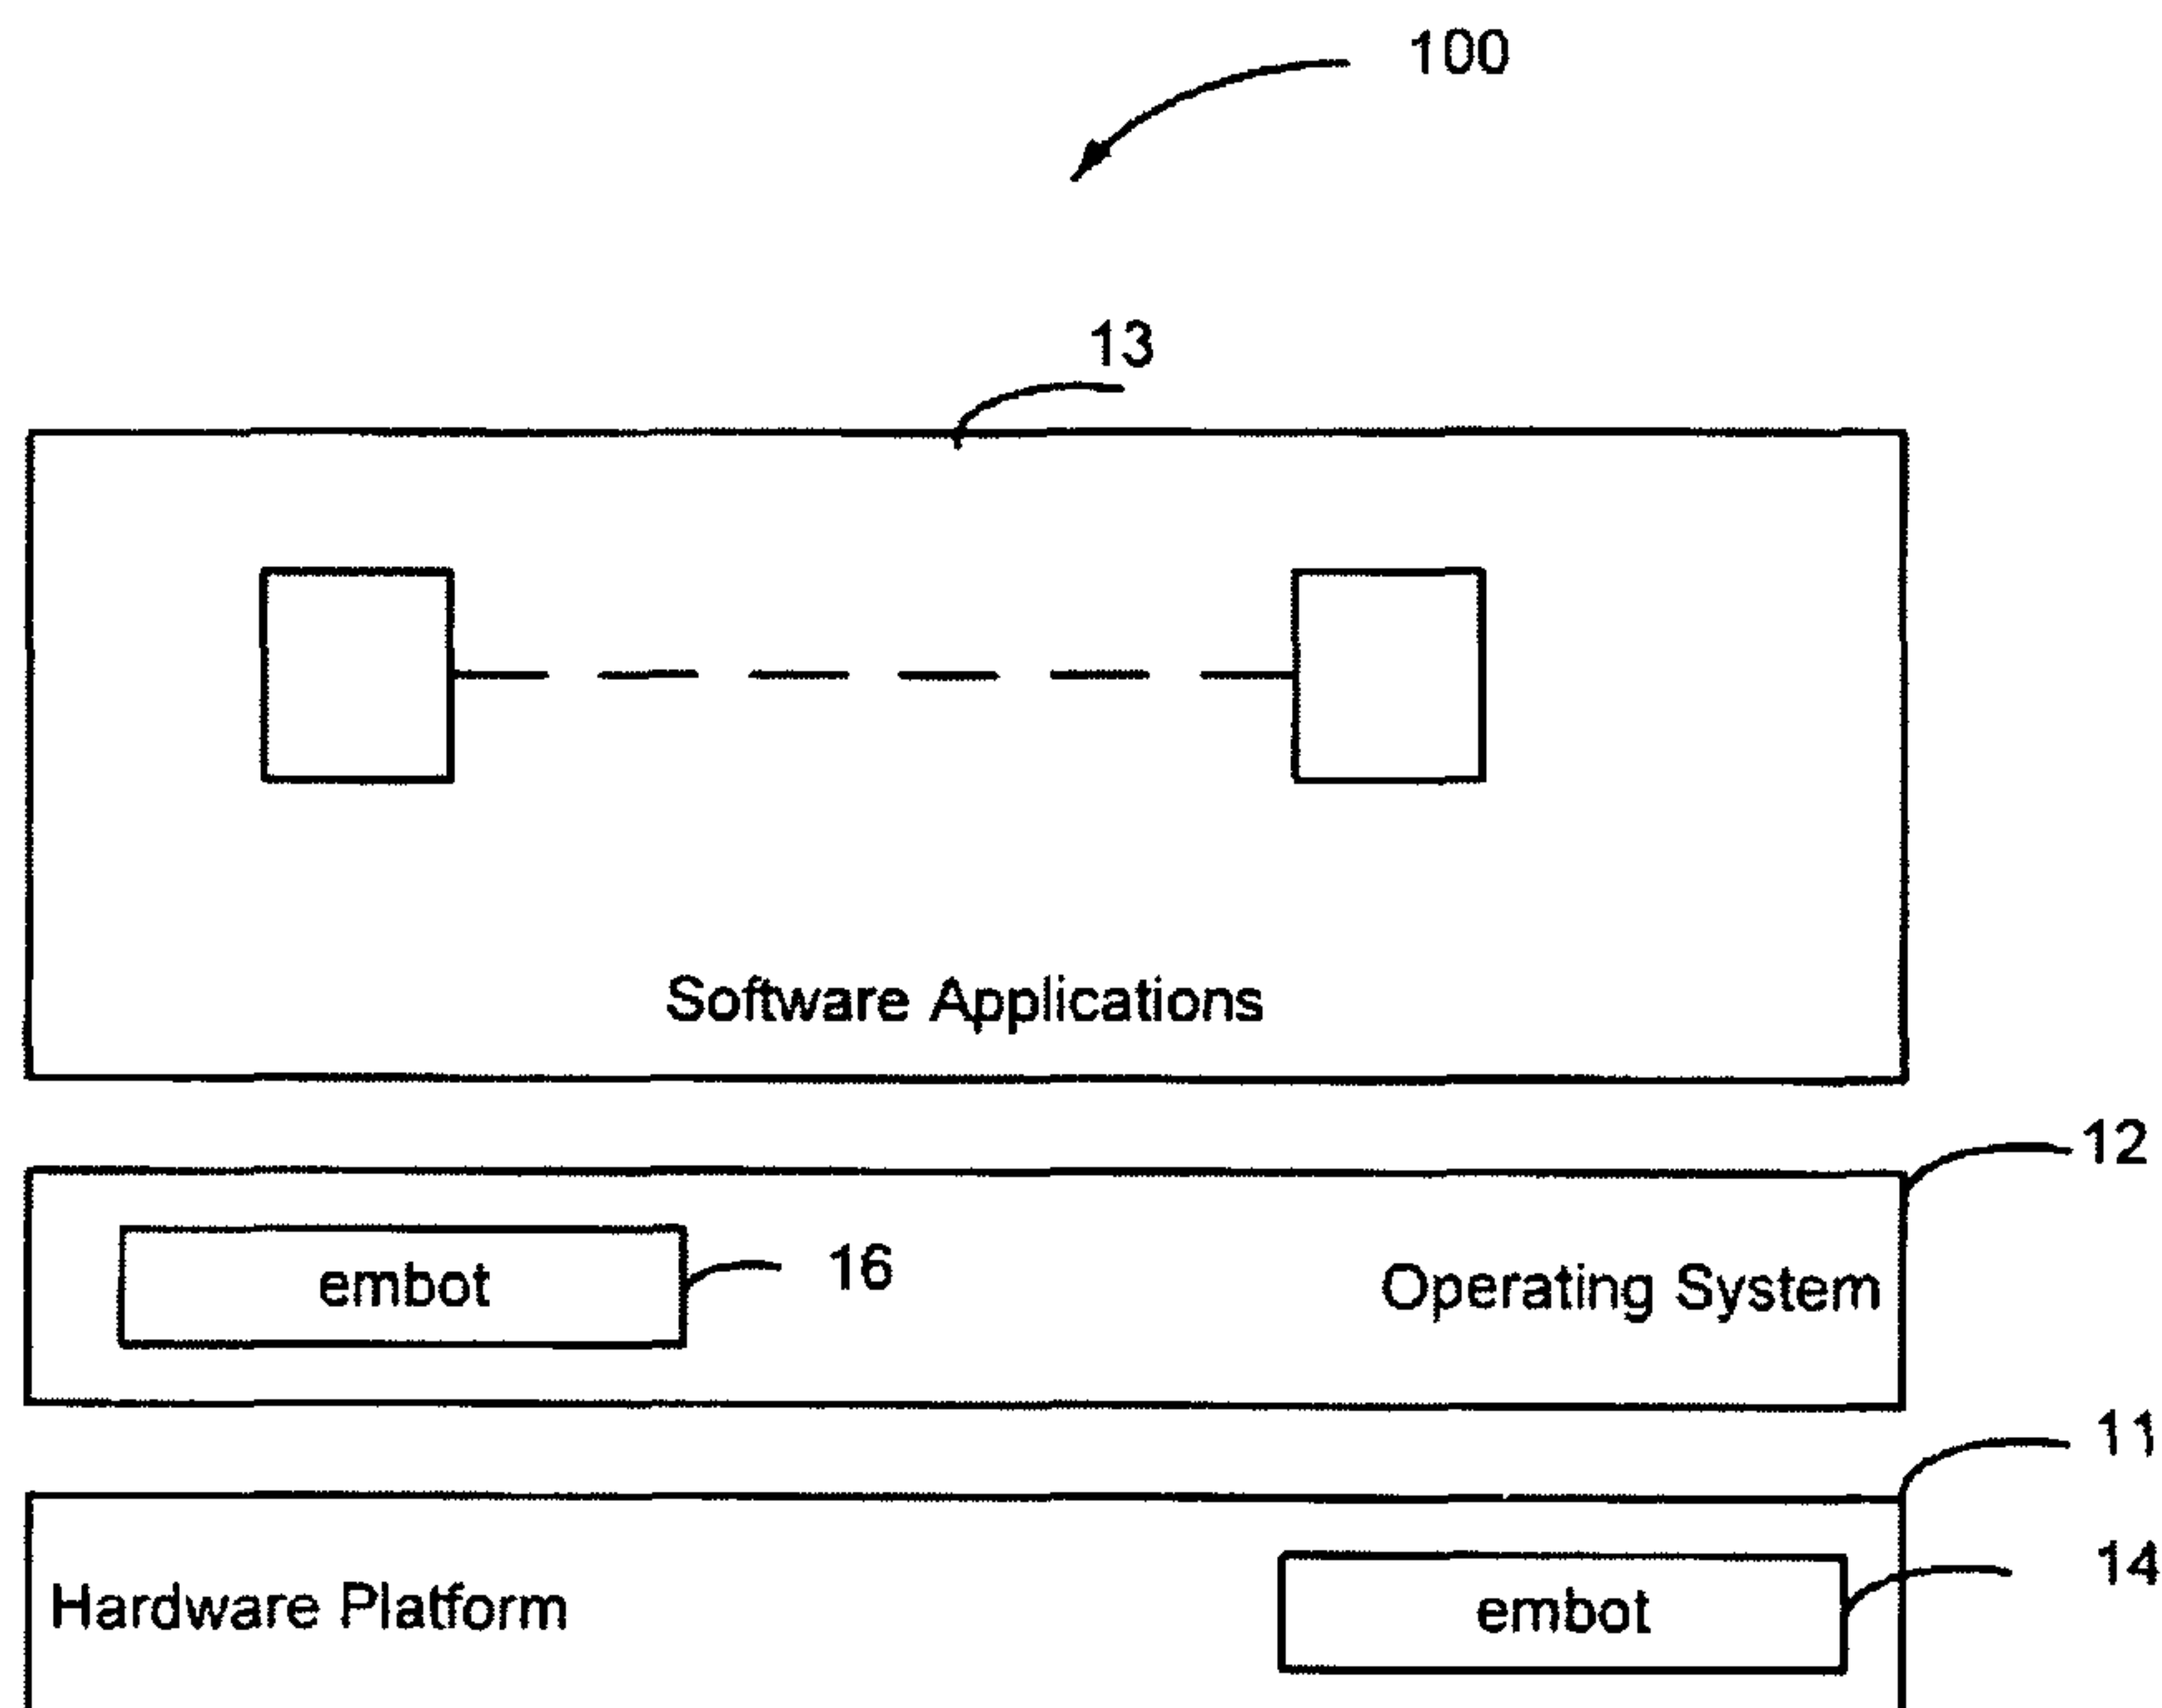 100
13
Software Applications
12
embot
16
Operating System
11
14
Hardware Platform
embot